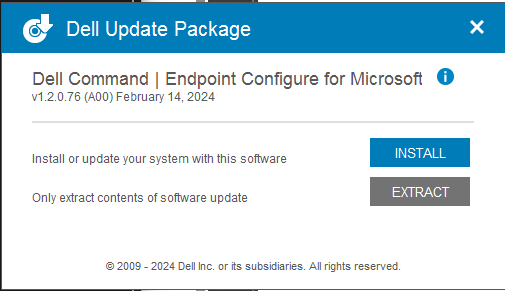 Dell Update Package
Dell Command | Endpoint Configure for Microsoft
v1.2.0.76 (A00) February 14, 2024
Install or update your system with this software
INSTALL
Only extract contents of software update
EXTRACT
© 2009 - 2024 Dell Inc. or its subsidiaries. All rights reserved.